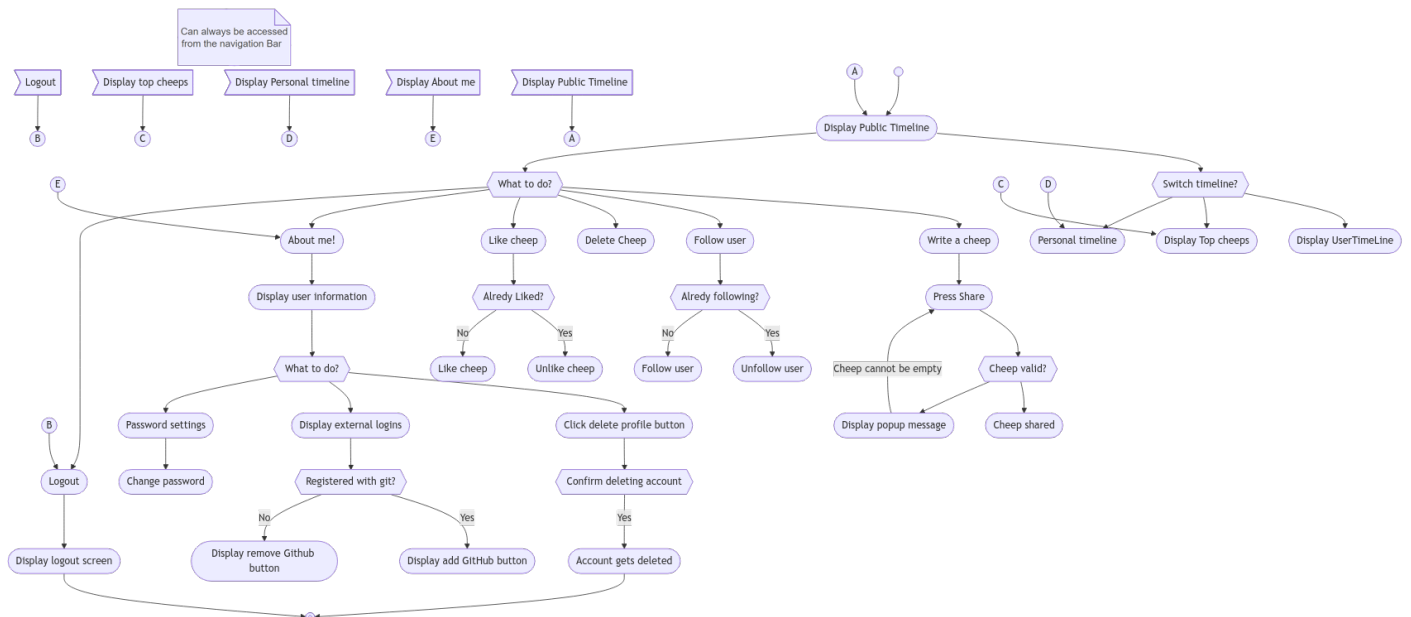 Can always be accessed
from the navigation Bar
Logout
Display top cheeps
Display Personal timeline
Display About me
Display Public Timeline
A
B
C
D
E
A
Display Public Timeline
E
What to do?
C
D
Switch timeline?
About me!
Like cheep
Delete Cheep
Follow user
Write a cheep
Personal timeline
Display Top cheeps
Display UserTimeLine
Display user information
Alredy Liked?
Alredy following?
Press Share
No
Yes
No
Yes
What to do?
Like cheep
Unlike cheep
Follow user
Unfollow user
Cheep cannot be empty
Cheep valid?
B
Password settings
Display external logins
Click delete profile button
Display popup message
Cheep shared
Logout
Change password
Registered with git?
Confirm deleting account
No
Yes
Yes
Display logout screen
Display remove Github
button
Display add GitHub button
Account gets deleted